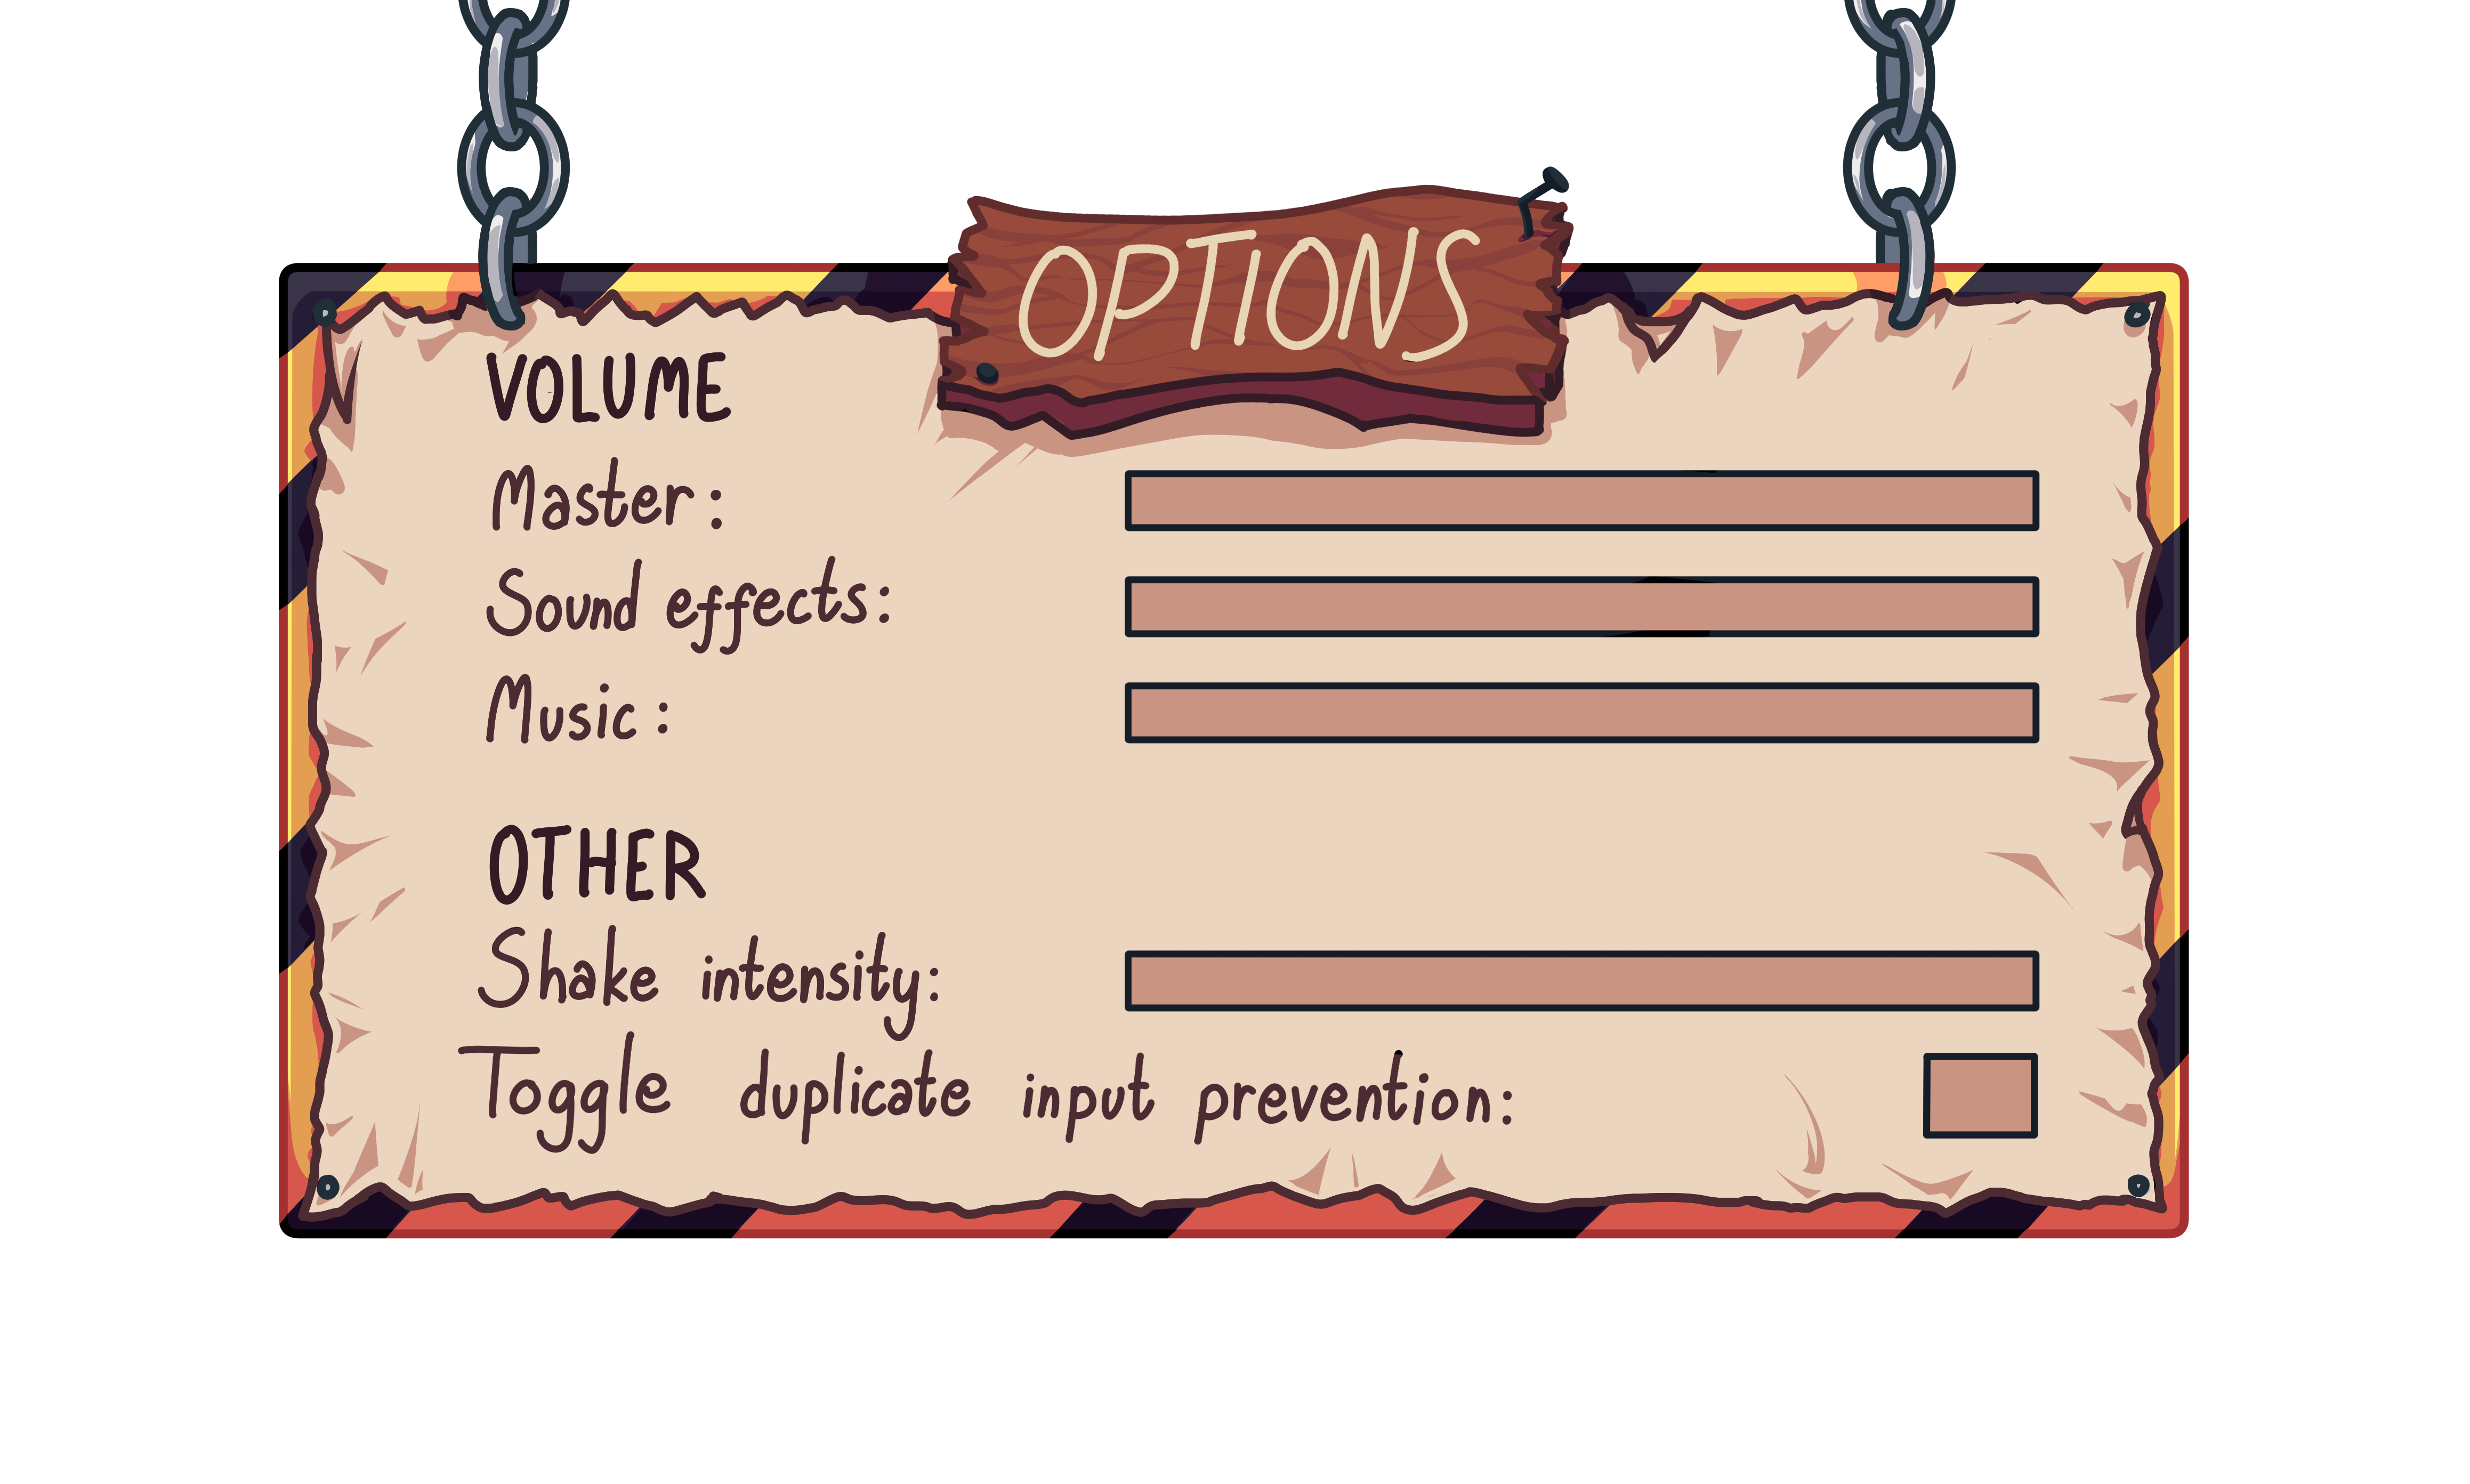 OPTIONS
VOLUME
Master:
Sound effects:
Music:
OTHER
Shake intensity:
Toggle duplicate input prevention: